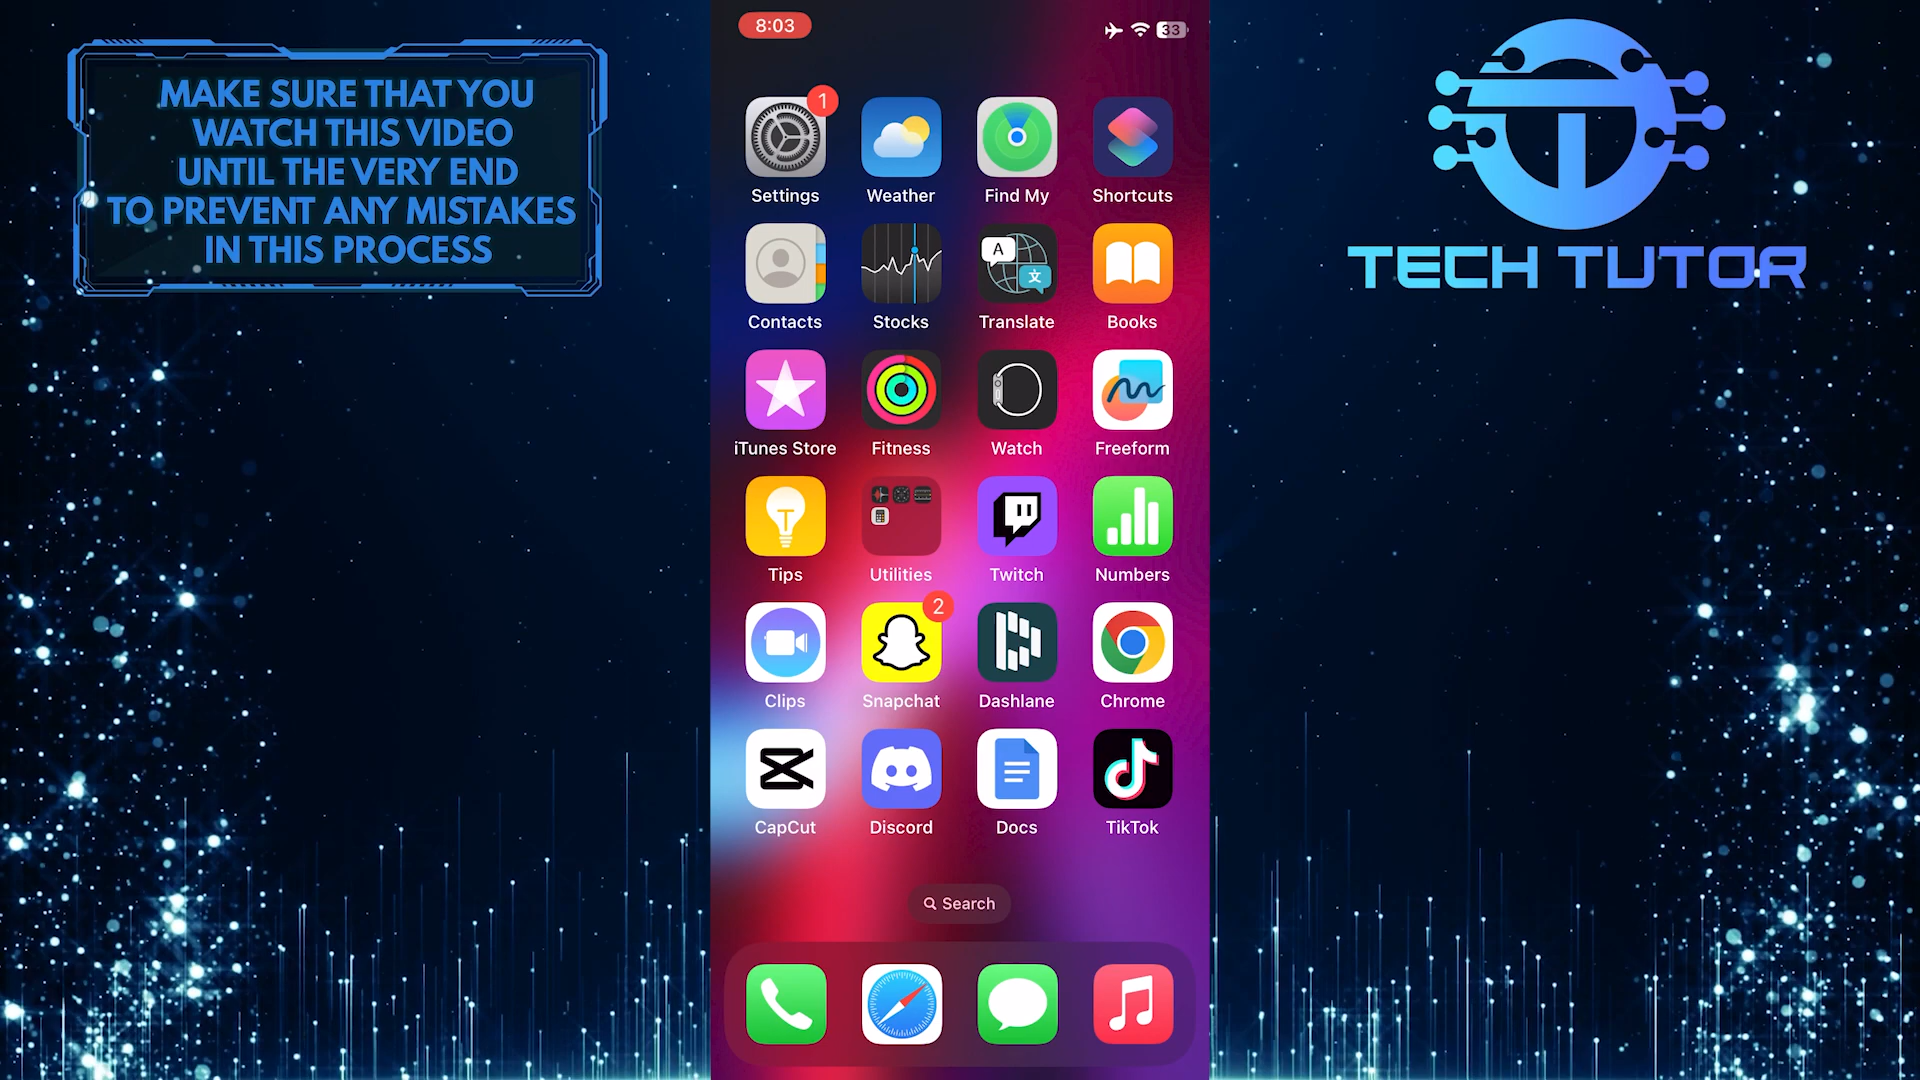 MAKE SURE THAT YOU
WATCH THIS VIDEO
UNTIL THE VERY END
TO PREVENT ANY MISTAKES
IN THIS PROCESS
8:03
33
1
Settings
Weather
Find My
Shortcuts
Contacts
Stocks
A
文
Translate
Books
iTunes Store
Fitness
Watch
Freeform
Tips
Utilities
Twitch
Numbers
2
Clips
Snapchat
Dashlane
Chrome
CapCut
Discord
Docs
TikTok
Search
TECH TUTOR